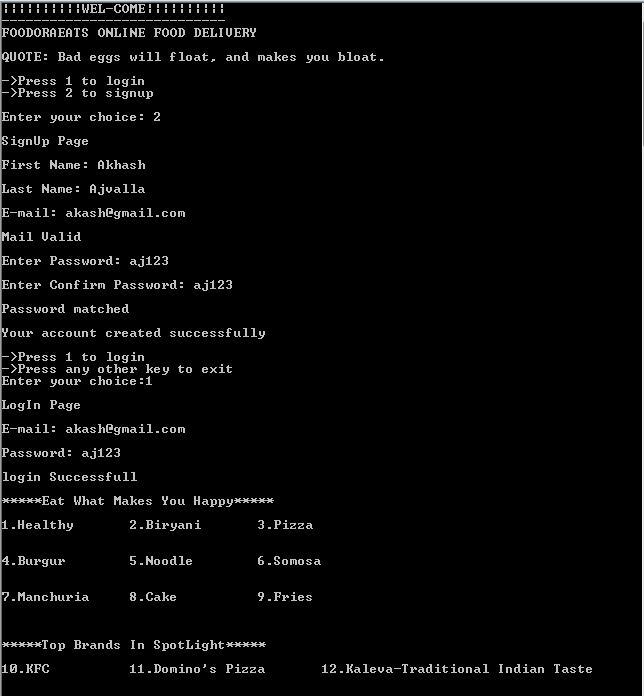 ¦¦¦¦¦¦¦¦¦¦WEL-COME¦¦¦¦¦¦¦¦¦¦
----------------------------
FOODORAEATS ONLINE FOOD DELIVERY
QUOTE: Bad eggs will float, and makes you bloat.
->Press 1 to login
->Press 2 to signup
Enter your choice: 2
SignUp Page
First Name: Akhash
Last Name: Ajvalla
E-mail: akash@gmail.com
Mail Valid
Enter Password: aj123
Enter Confirm Password: aj123
Password matched
Your account created successfully
->Press 1 to login
->Press any other key to exit
Enter your choice:1
LogIn Page
E-mail: akash@gmail.com
Password: aj123
login Successfull
*****Eat What Makes You Happy*****
1.Healthy 2.Biryani 3.Pizza
4.Burgur 5.Noodle 6.Somosa
7.Manchuria 8.Cake 9.Fries
*****Top Brands In SpotLight*****
10.KFC 11.Domino's Pizza 12.Kaleva-Traditional Indian Taste